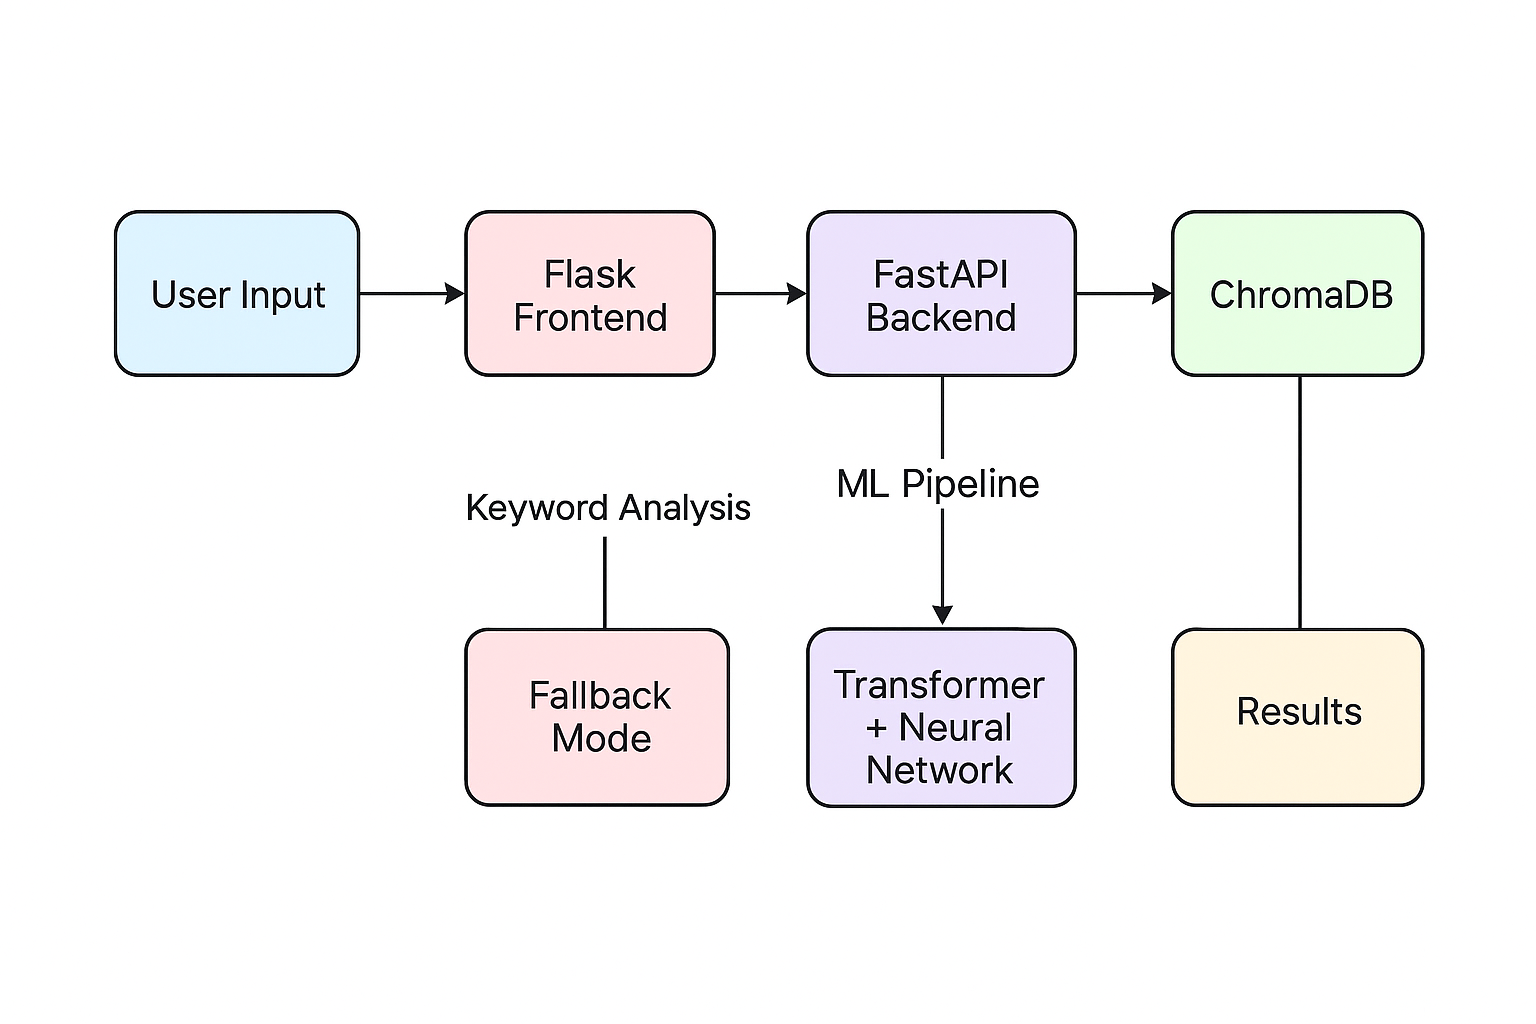 User Input
Flask
Frontend
FastAPI
Backend
ChromaDB
Keyword Analysis
ML Pipeline
Fallback
Mode
Transformer
+ Neural
Network
Results